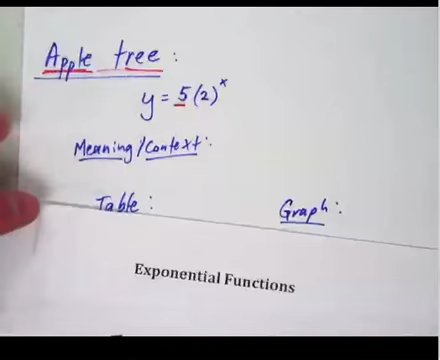 Apple tree:
y = 5(2)^x
Meaning/Context:
Table:
Graph:
Exponential Functions